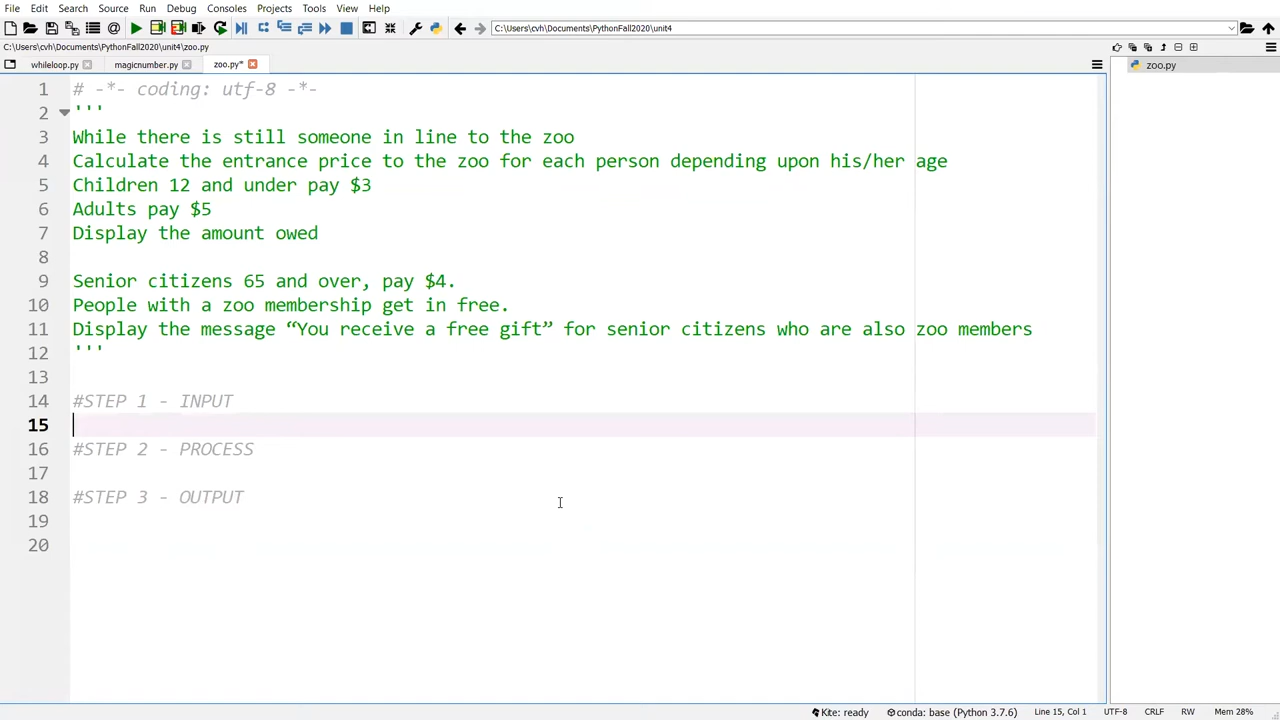 File Edit Search Source Run Debug Consoles Projects Tools View Help
C:\Users\cvh\Documents\PythonFall2020\unit4
C:\Users\cvh\Documents\PythonFall2020\unit4\zoo.py
whileloop.py magicnumber.py zoo.py*
zoo.py
1 # -*- coding: utf-8 -*-
2 '''
3 While there is still someone in line to the zoo
4 Calculate the entrance price to the zoo for each person depending upon his/her age
5 Children 12 and under pay $3
6 Adults pay $5
7 Display the amount owed
8
9 Senior citizens 65 and over, pay $4.
10 People with a zoo membership get in free.
11 Display the message “You receive a free gift” for senior citizens who are also zoo members
12 '''
13
14 #STEP 1 - INPUT
15
16 #STEP 2 - PROCESS
17
18 #STEP 3 - OUTPUT
19
20
Kite: ready conda: base (Python 3.7.6) Line 15, Col 1 UTF-8 CRLF RW Mem 28%